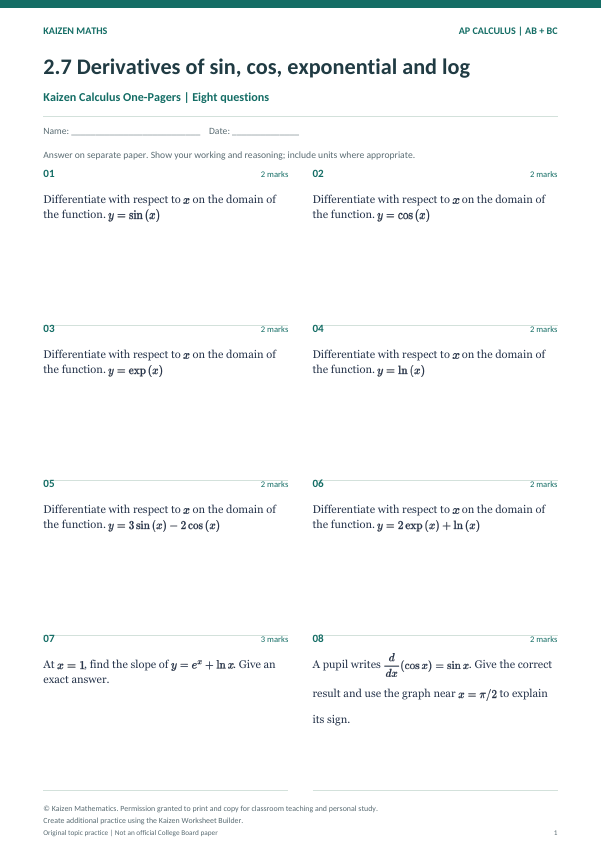 KAIZEN MATHS
AP CALCULUS | AB + BC
2.7 Derivatives of sin, cos, exponential and log
Kaizen Calculus One-Pagers | Eight questions
Name: ____________________________ Date: ______________
Answer on separate paper. Show your working and reasoning; include units where appropriate.
01 2 marks
Differentiate with respect to x on the domain of
the function. y = sin (x)
02 2 marks
Differentiate with respect to x on the domain of
the function. y = cos (x)
03 2 marks
Differentiate with respect to x on the domain of
the function. y = exp (x)
04 2 marks
Differentiate with respect to x on the domain of
the function. y = ln (x)
05 2 marks
Differentiate with respect to x on the domain of
the function. y = 3 sin (x) − 2 cos (x)
06 2 marks
Differentiate with respect to x on the domain of
the function. y = 2 exp (x) + ln (x)
07 3 marks
At x = 1, find the slope of y = eˣ + ln x. Give an
exact answer.
08 2 marks
A pupil writes d/dx (cos x) = sin x. Give the correct
result and use the graph near x = π/2 to explain
its sign.
© Kaizen Mathematics. Permission granted to print and copy for classroom teaching and personal study.
Create additional practice using the Kaizen Worksheet Builder.
Original topic practice | Not an official College Board paper
1